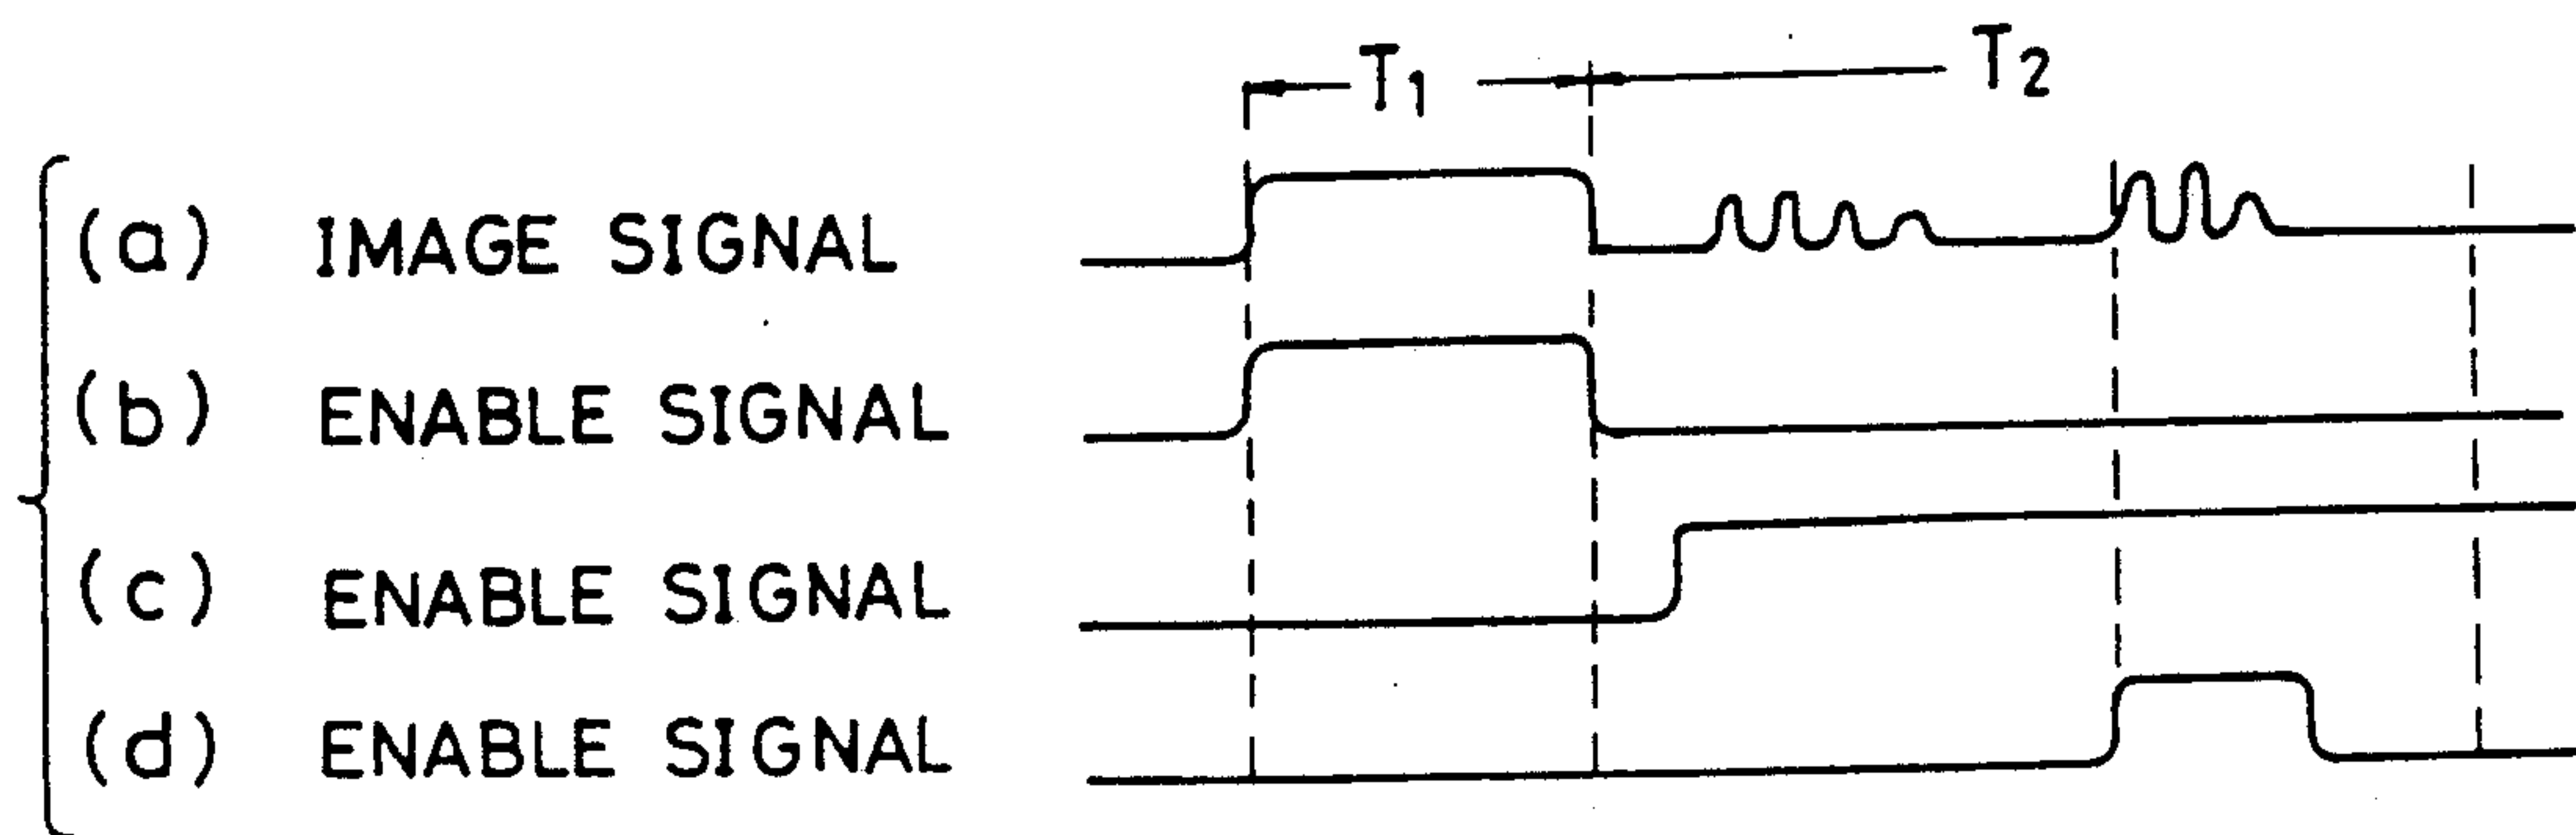 T1 T2
(a) IMAGE SIGNAL
(b) ENABLE SIGNAL
(c) ENABLE SIGNAL
(d) ENABLE SIGNAL